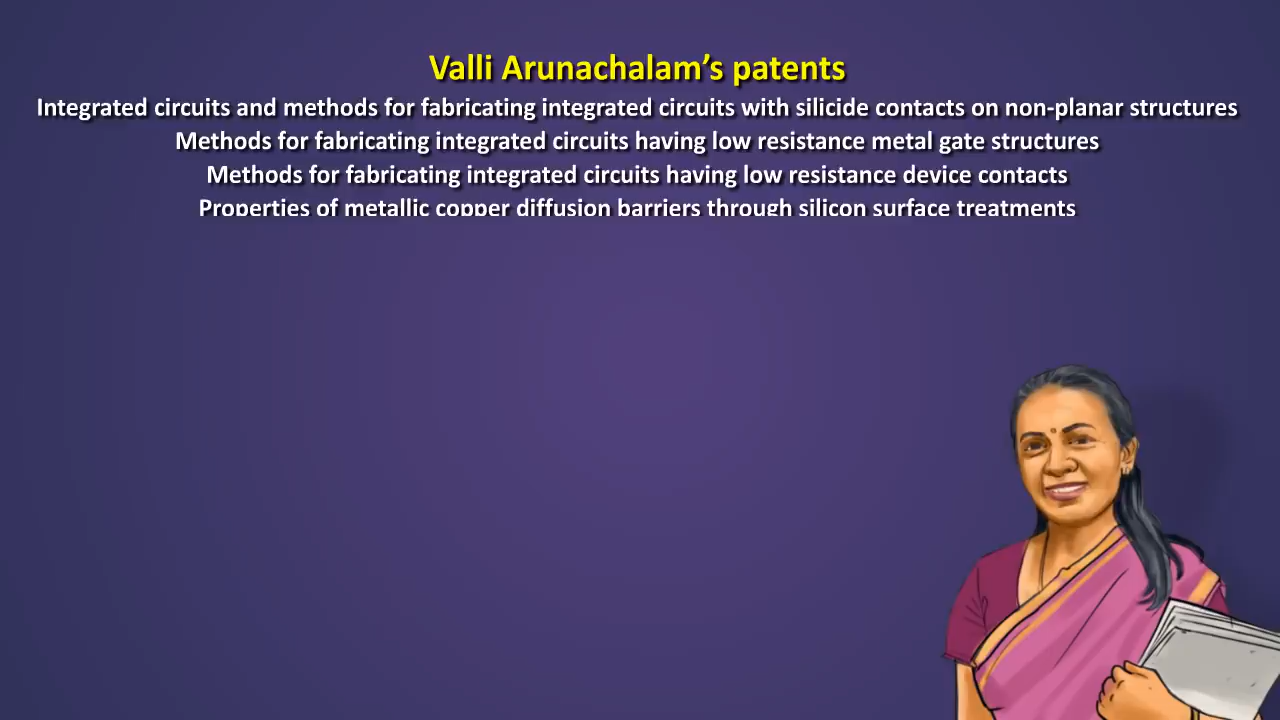 Valli Arunachalam’s patents
Integrated circuits and methods for fabricating integrated circuits with silicide contacts on non-planar structures
Methods for fabricating integrated circuits having low resistance metal gate structures
Methods for fabricating integrated circuits having low resistance device contacts
Properties of metallic copper diffusion barriers through silicon surface treatments